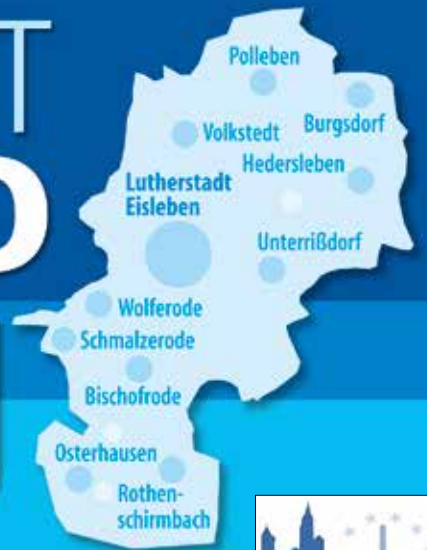 T
Polleben
Burgsdorf
Volkstedt
Hedersleben
Lutherstadt
Eisleben
Unterrißdorf
Wolferode
Schmalzerode
Bischofrode
Osterhausen
Rothen-
schirmbach